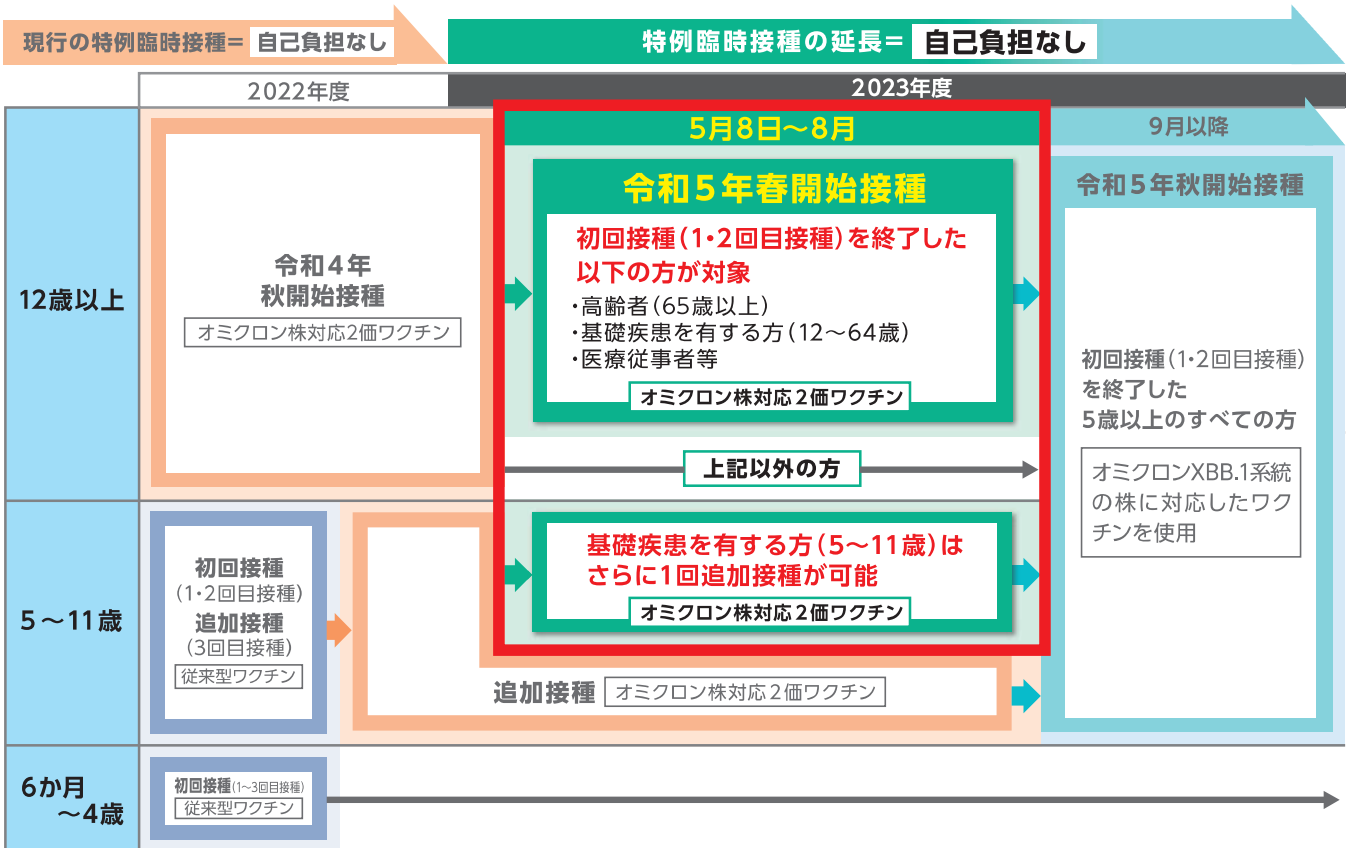 現行の特例臨時接種= 自己負担なし
特例臨時接種の延長= 自己負担なし
2022年度
2023年度
5月8日～8月
9月以降
12歳以上
令和4年
秋開始接種
オミクロン株対応2価ワクチン
令和5年春開始接種
初回接種(1・2回目接種)を終了した
以下の方が対象
・高齢者(65歳以上)
・基礎疾患を有する方(12～64歳)
・医療従事者等
オミクロン株対応2価ワクチン
上記以外の方
令和5年秋開始接種
初回接種(1・2回目接種)
を終了した
5歳以上のすべての方
オミクロンXBB.1系統
の株に対応したワク
チンを使用
5～11歳
初回接種
(1・2回目接種)
追加接種
(3回目接種)
従来型ワクチン
基礎疾患を有する方(5～11歳)は
さらに1回追加接種が可能
オミクロン株対応2価ワクチン
追加接種 オミクロン株対応2価ワクチン
6か月
～4歳
初回接種(1～3回目接種)
従来型ワクチン